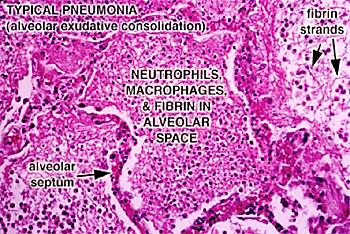 TYPICAL PNEUMONIA
(alveolar exudative consolidation)
fibrin
strands
NEUTROPHILS,
MACROPHAGES,
& FIBRIN IN
ALVEOLAR
SPACE
alveolar
septum